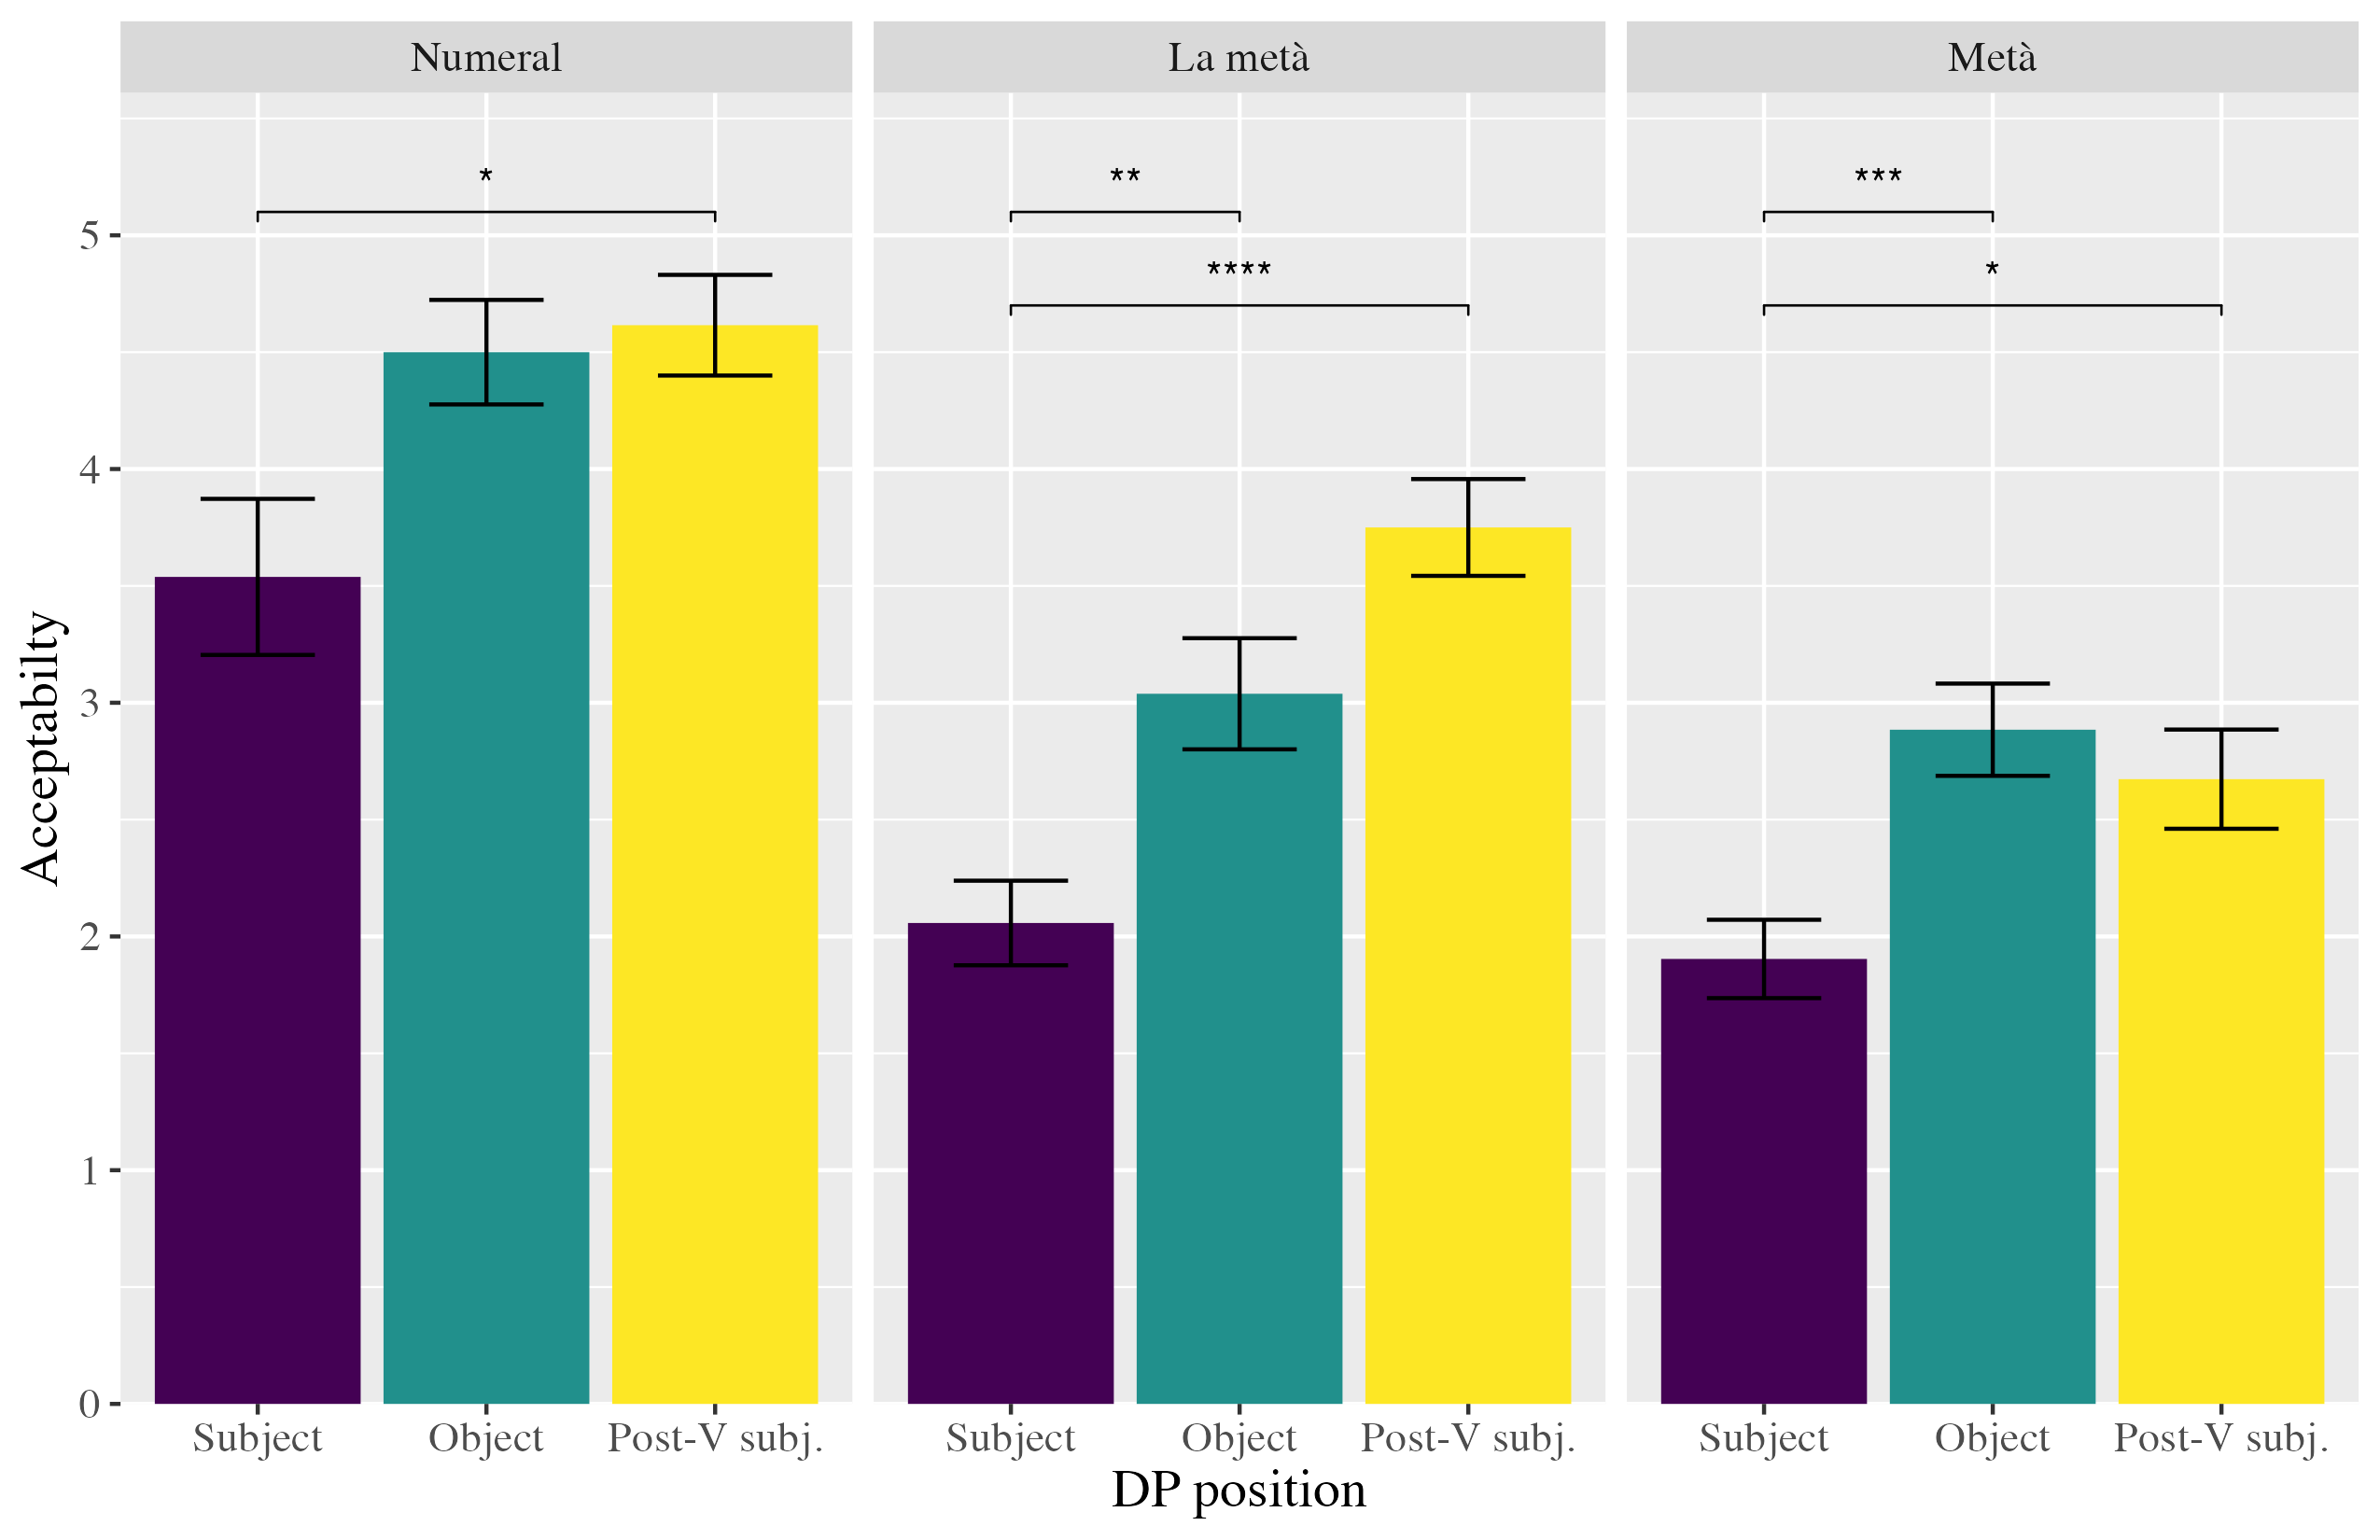 Numeral La metà Metà
* ** ***
**** *
5
4
3
2
1
0
Acceptabilty
Subject Object Post-V subj. Subject Object Post-V subj. Subject Object Post-V subj.
DP position